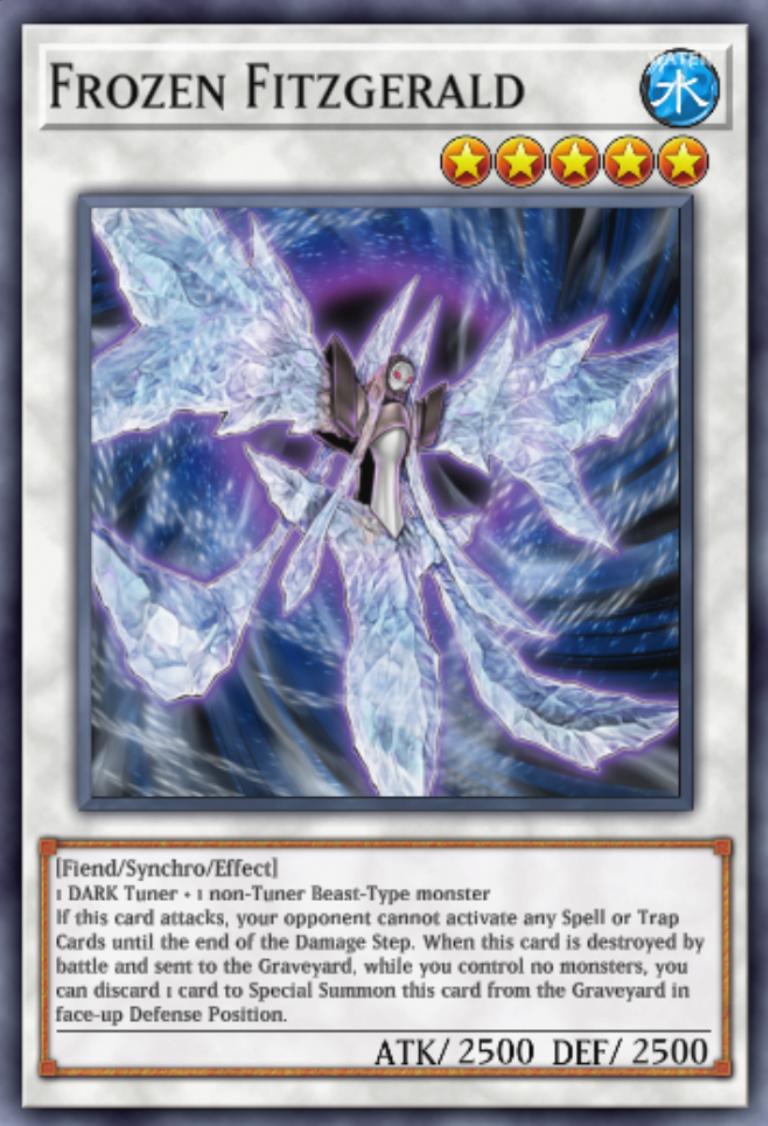 Frozen Fitzgerald
WATER
水
[Fiend/Synchro/Effect]
1 DARK Tuner + 1 non-Tuner Beast-Type monster
If this card attacks, your opponent cannot activate any Spell or Trap
Cards until the end of the Damage Step. When this card is destroyed by
battle and sent to the Graveyard, while you control no monsters, you
can discard 1 card to Special Summon this card from the Graveyard in
face-up Defense Position.
ATK/ 2500 DEF/ 2500